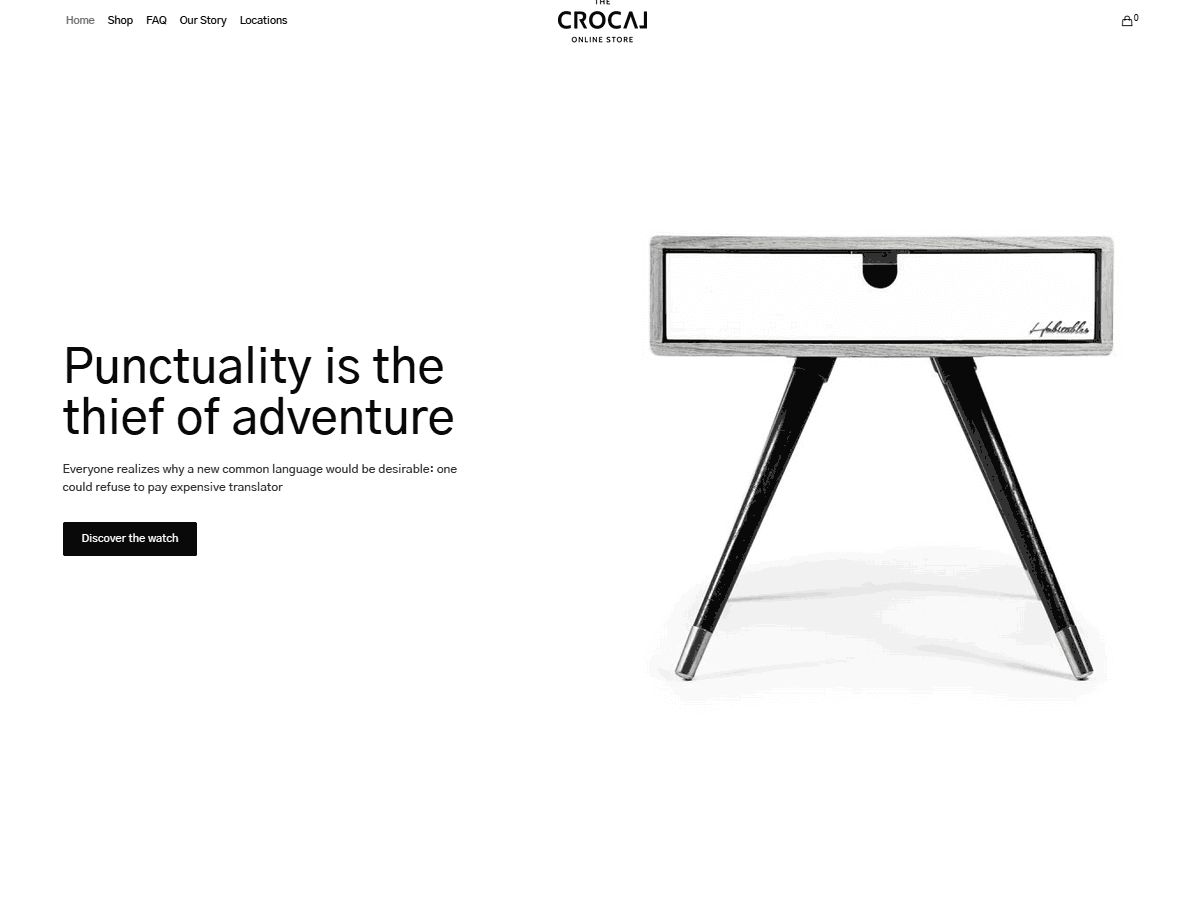 Home Shop FAQ Our Story Locations
THE
CROCAL
ONLINE STORE
0
Habitables
Punctuality is the
thief of adventure
Everyone realizes why a new common language would be desirable: one
could refuse to pay expensive translator
Discover the watch